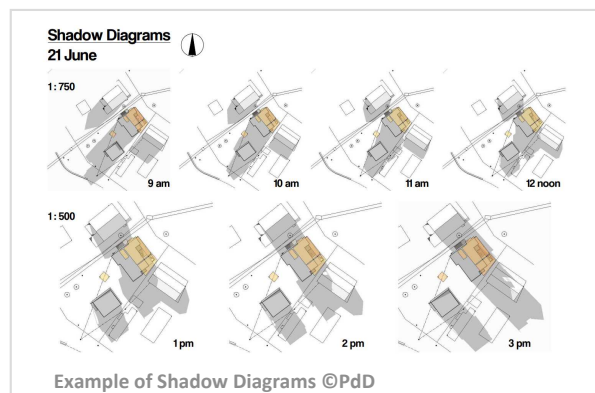 Shadow Diagrams
21 June
1:750
9 am
10 am
11 am
12 noon
1:500
1 pm
2 pm
3 pm
Example of Shadow Diagrams ©PdD